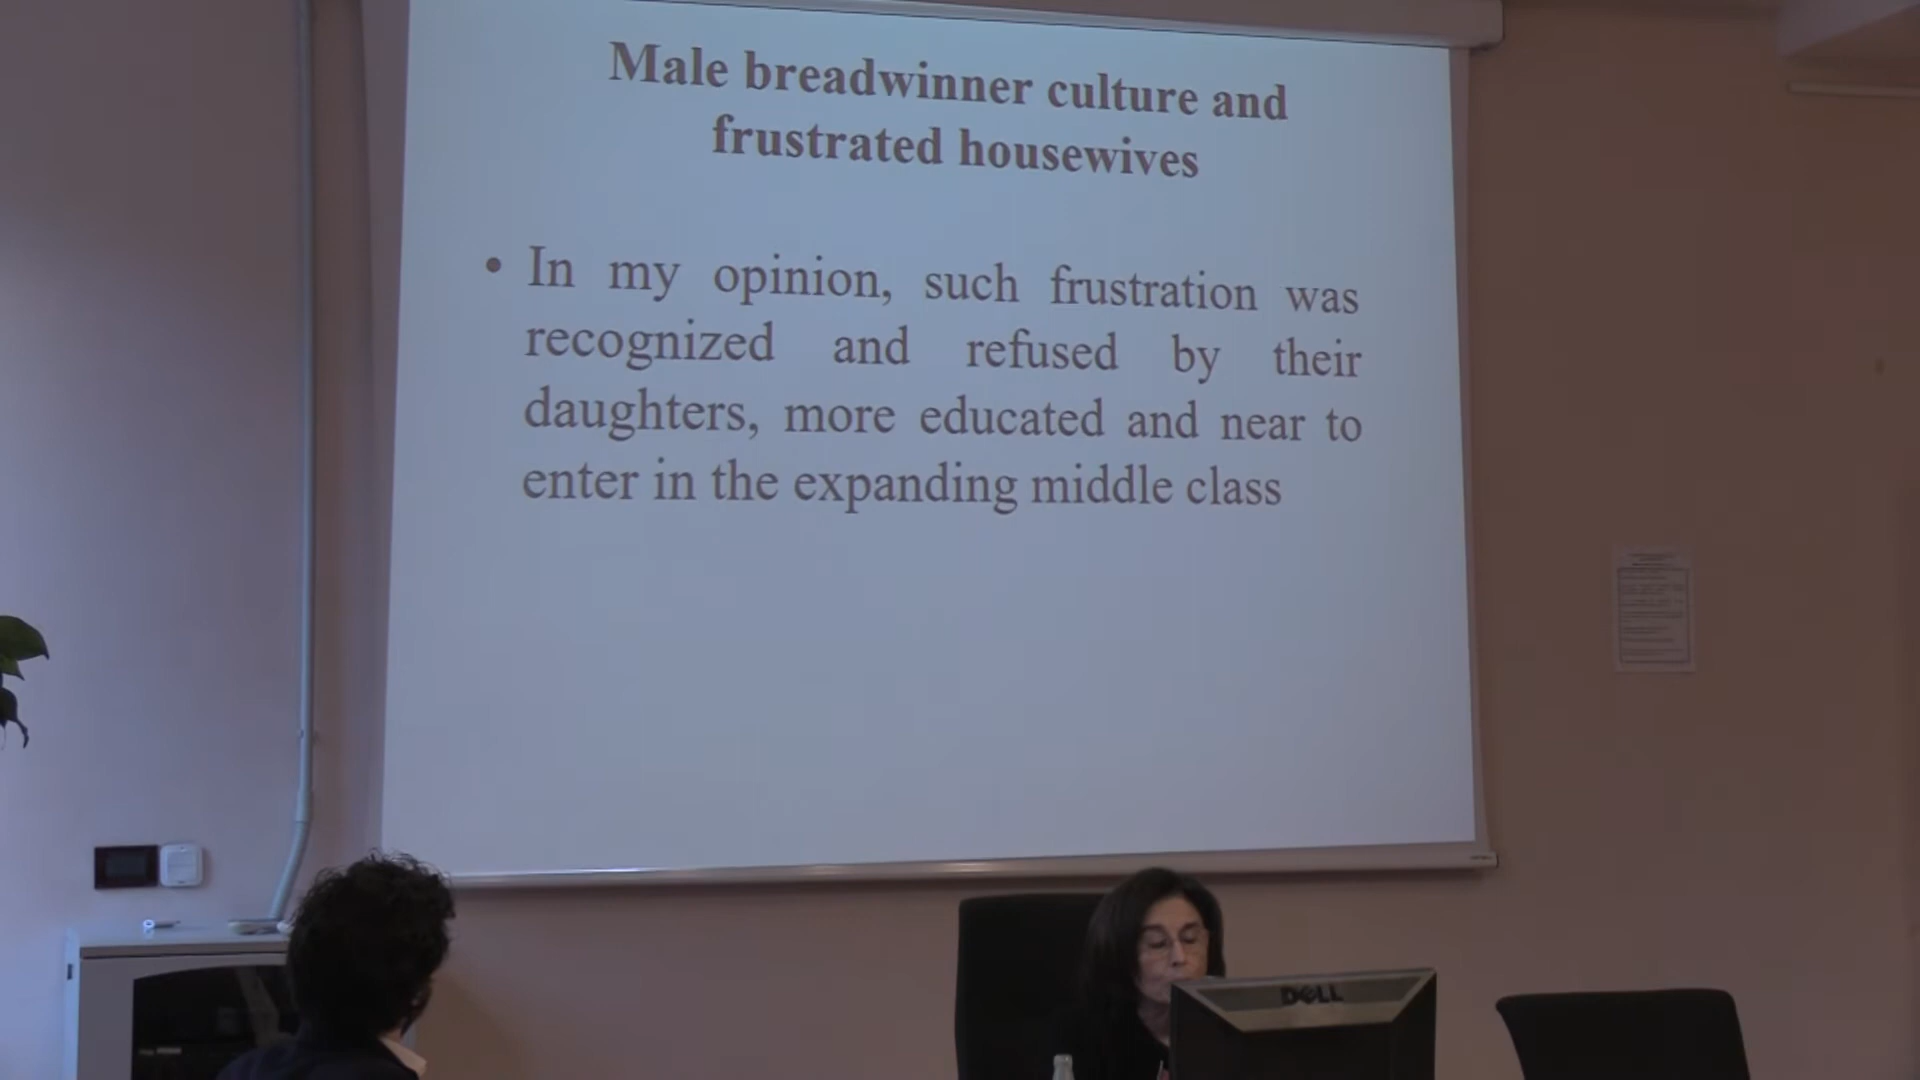 Male breadwinner culture and
frustrated housewives
• In my opinion, such frustration was
recognized and refused by their
daughters, more educated and near to
enter in the expanding middle class
DELL